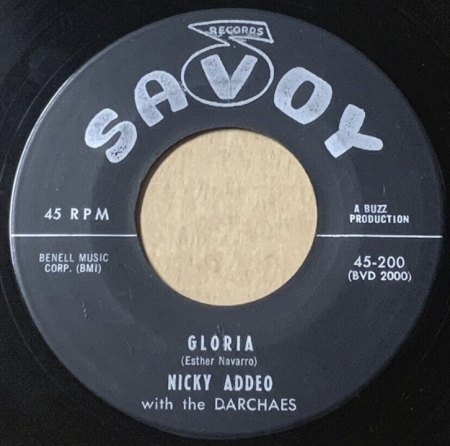 RECORDS
SAVOY
45 RPM
A BUZZ
PRODUCTION
BENELL MUSIC
CORP. (BMI)
45-200
(BVD 2000)
GLORIA
(Esther Navarro)
NICKY ADDEO
with the DARCHAES